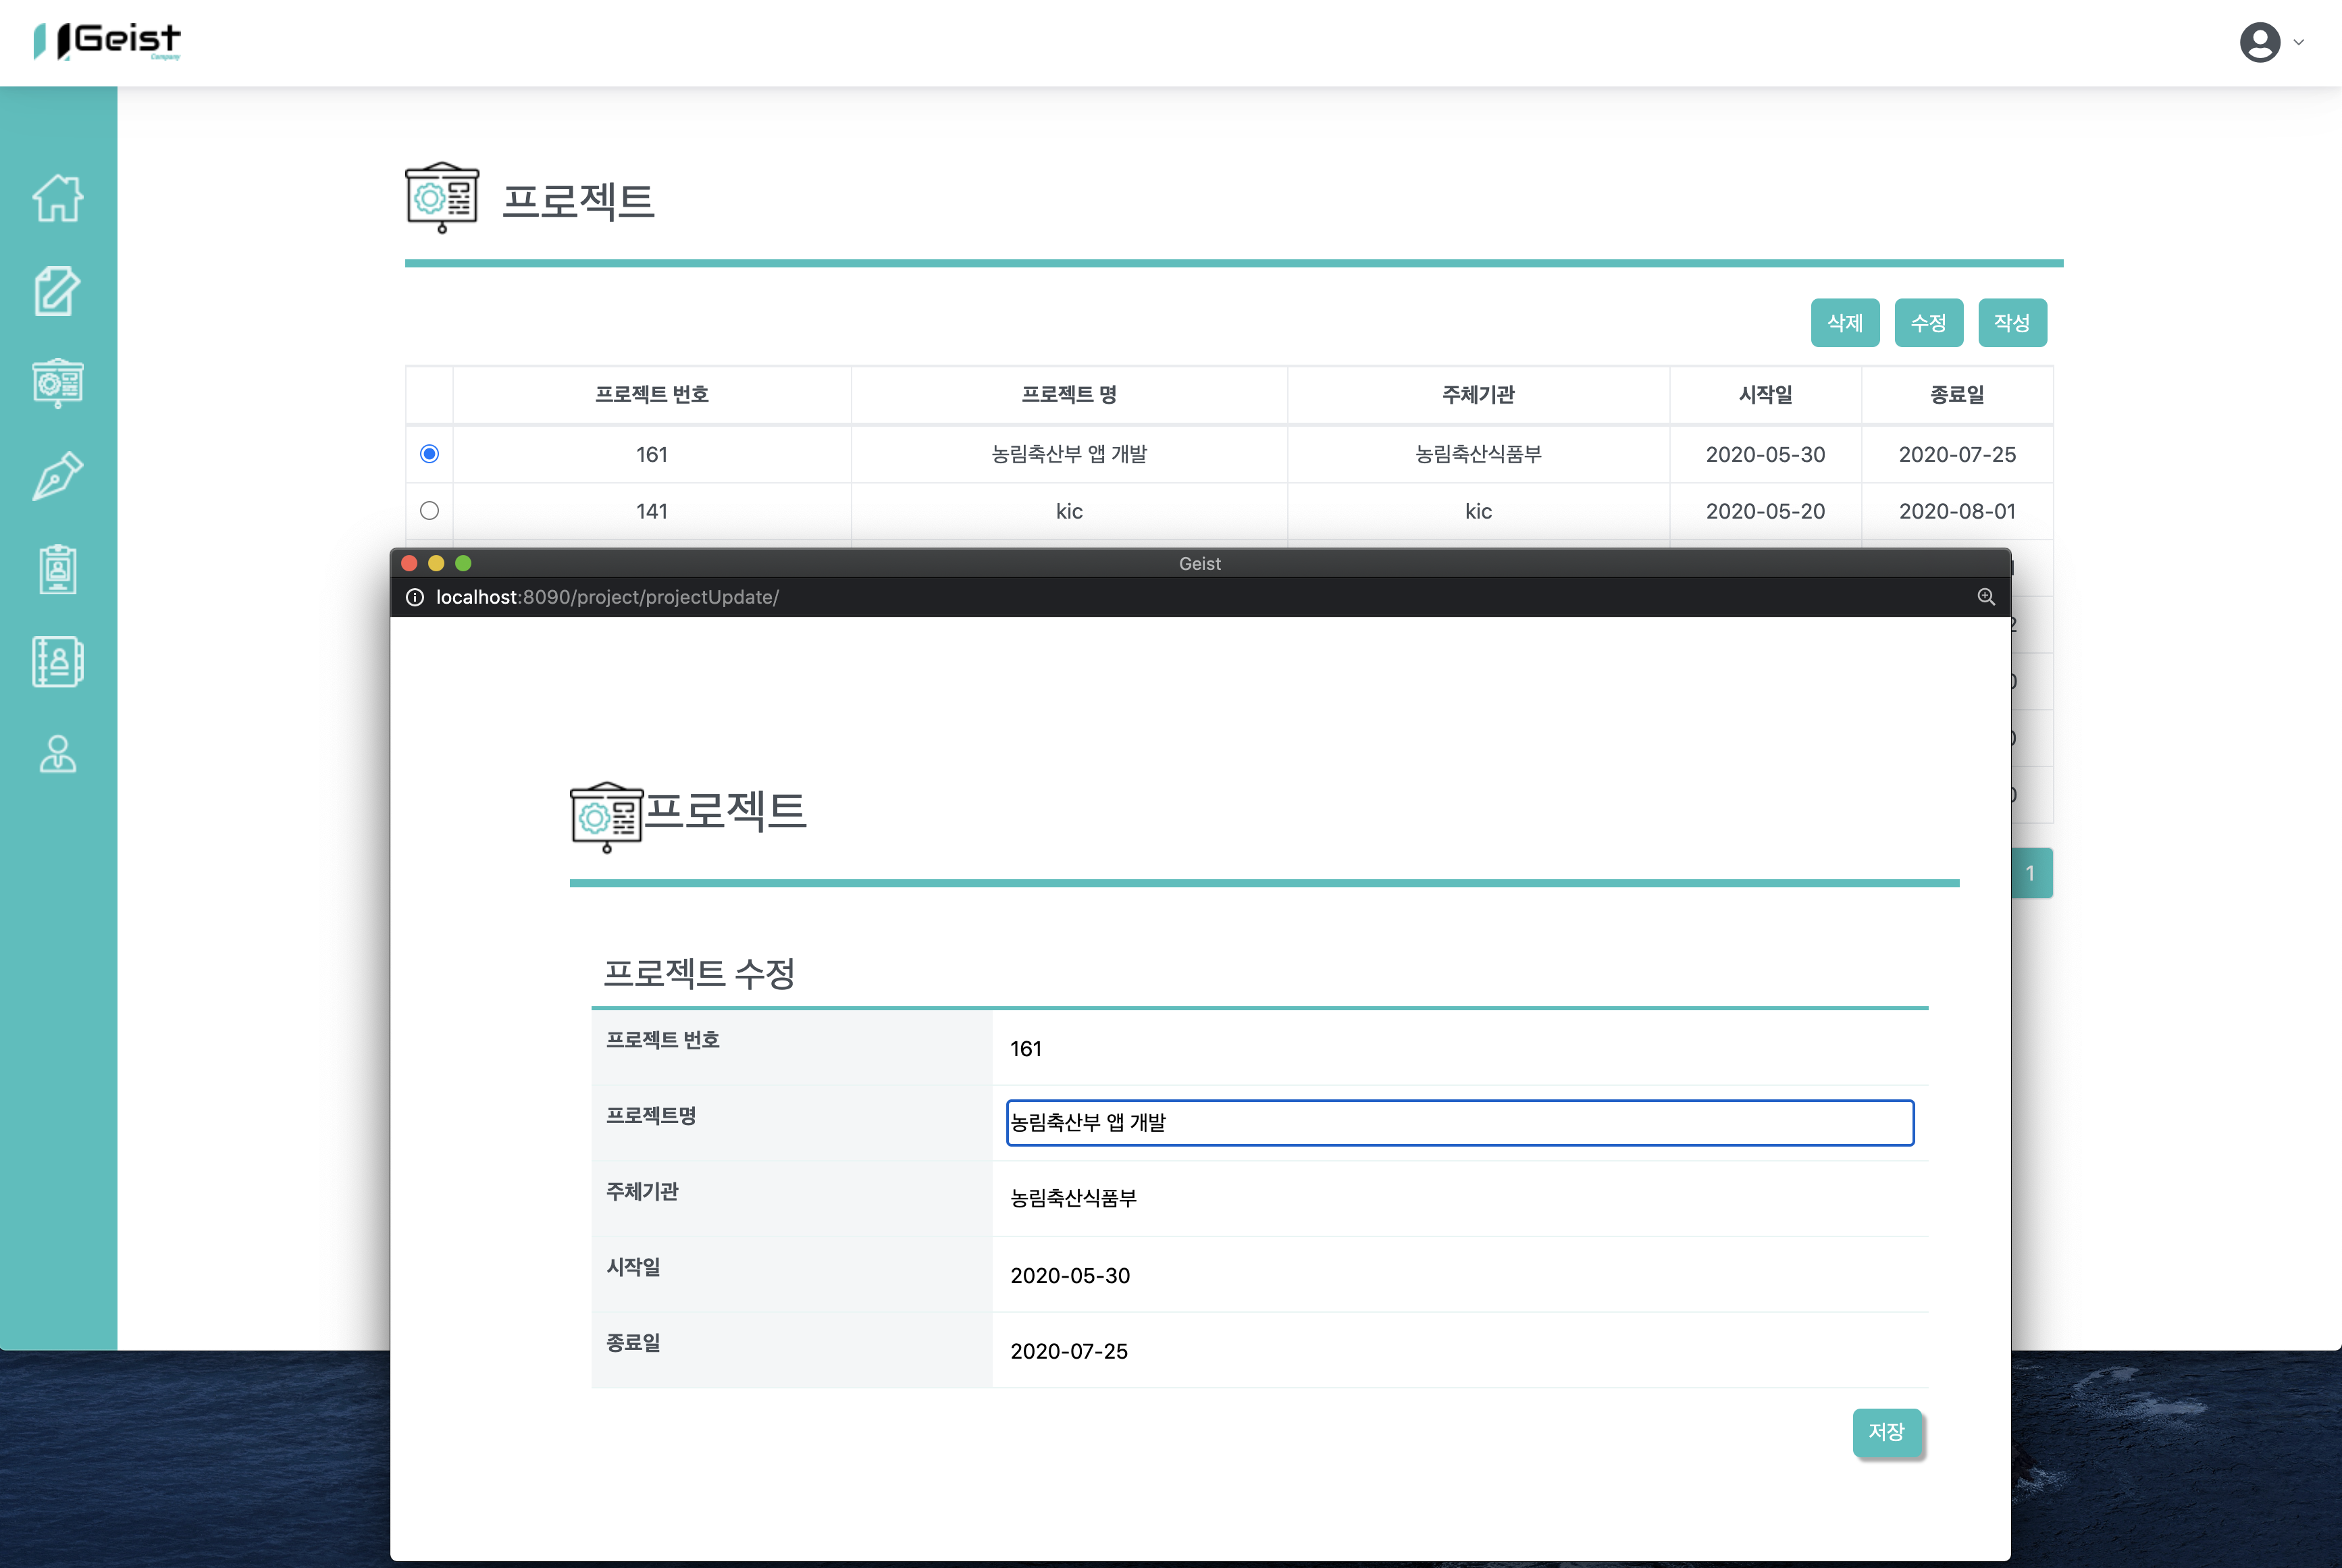 Geist
Company
프로젝트
삭제 수정 작성
프로젝트 번호 프로젝트 명 주체기관 시작일 종료일
161 농림축산부 앱 개발 농림축산식품부 2020-05-30 2020-07-25
141 kic kic 2020-05-20 2020-08-01
1
Geist
localhost:8090/project/projectUpdate/
프로젝트
프로젝트 수정
프로젝트 번호 161
프로젝트명 농림축산부 앱 개발
주체기관 농림축산식품부
시작일 2020-05-30
종료일 2020-07-25
저장